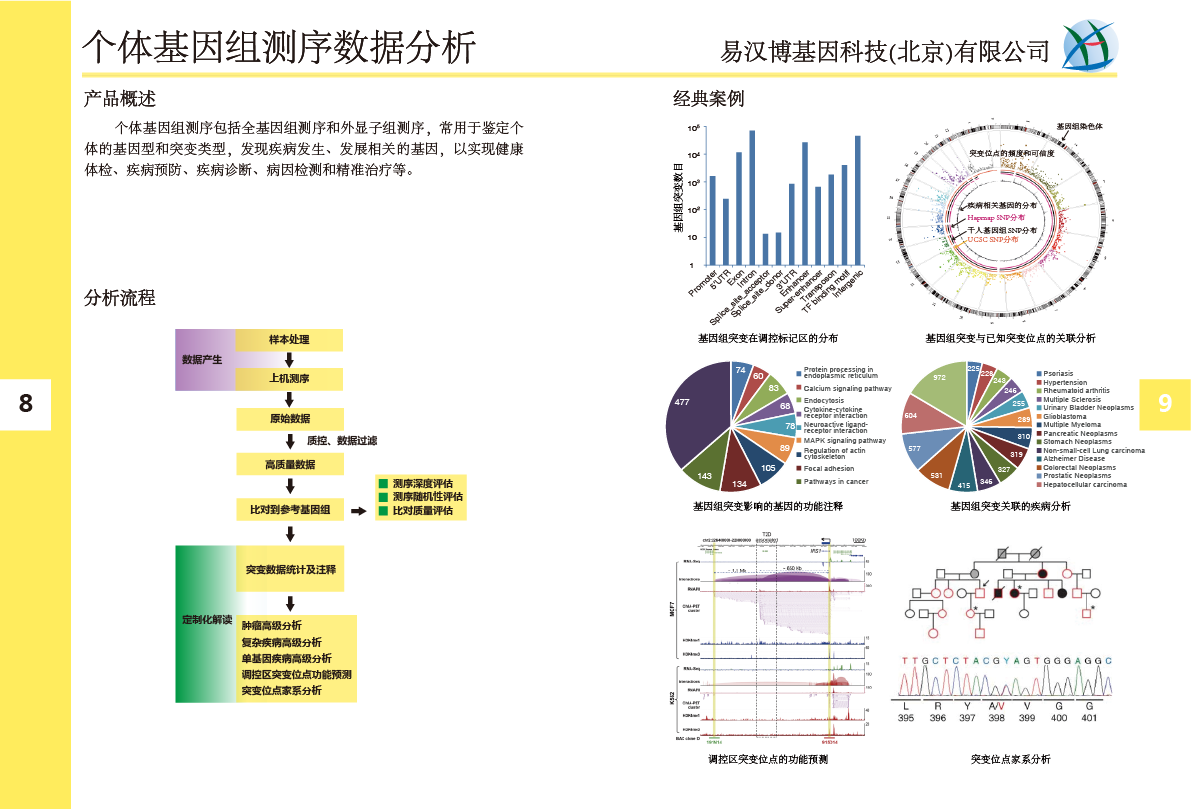 个体基因组测序数据分析
易汉博基因科技(北京)有限公司
产品概述
个体基因组测序包括全基因组测序和外显子组测序，常用于鉴定个
体的基因型和突变类型，发现疾病发生、发展相关的基因，以实现健康
体检、疾病预防、疾病诊断、病因检测和精准治疗等。
分析流程
数据产生
样本处理
上机测序
原始数据
质控、数据过滤
高质量数据
比对到参考基因组
测序深度评估
测序随机性评估
比对质量评估
定制化解读
突变数据统计及注释
肿瘤高级分析
复杂疾病高级分析
单基因疾病高级分析
调控区突变位点功能预测
突变位点家系分析
8
经典案例
基因组突变数目
10⁵
10⁴
10³
10²
10
1
Promoter
5'UTR
Exon
Intron
Splice_site_acceptor
Splice_site_donor
3'UTR
Enhancer
Super-enhancer
Transposon
TF binding motif
Intergenic
基因组突变在调控标记区的分布
基因组染色体
突变位点的频度和可信度
疾病相关基因的分布
Hapmap SNP分布
千人基因组 SNP分布
UCSC SNP分布
基因组突变与已知突变位点的关联分析
74
60
83
68
78
89
105
134
143
477
Protein processing in
endoplasmic reticulum
Calcium signaling pathway
Endocytosis
Cytokine-cytokine
receptor interaction
Neuroactive ligand-
receptor interaction
MAPK signaling pathway
Regulation of actin
cytoskeleton
Focal adhesion
Pathways in cancer
基因组突变影响的基因的功能注释
225
228
243
246
255
289
310
319
327
346
415
531
577
604
972
Psoriasis
Hypertension
Rheumatoid arthritis
Multiple Sclerosis
Urinary Bladder Neoplasms
Glioblastoma
Multiple Myeloma
Pancreatic Neoplasms
Stomach Neoplasms
Non-small-cell Lung carcinoma
Alzheimer Disease
Colorectal Neoplasms
Prostatic Neoplasms
Hepatocellular carcinoma
基因组突变关联的疾病分析
T2D
associated
IRS1
RNA-Seq
1.1 Mb
~ 650 Kb
Interactions
RNAPII
ChIA-PET
cluster
MCF7
H3K4me1
H3K4me3
RNA-Seq
Interactions
RNAPII
ChIA-PET
cluster
K562
H3K4me1
H3K4me3
BAC clone ID
调控区突变位点的功能预测
TTGCTCTACGYAGTGGGAGGC
L R Y A/V V G G
395 396 397 398 399 400 401
突变位点家系分析
9